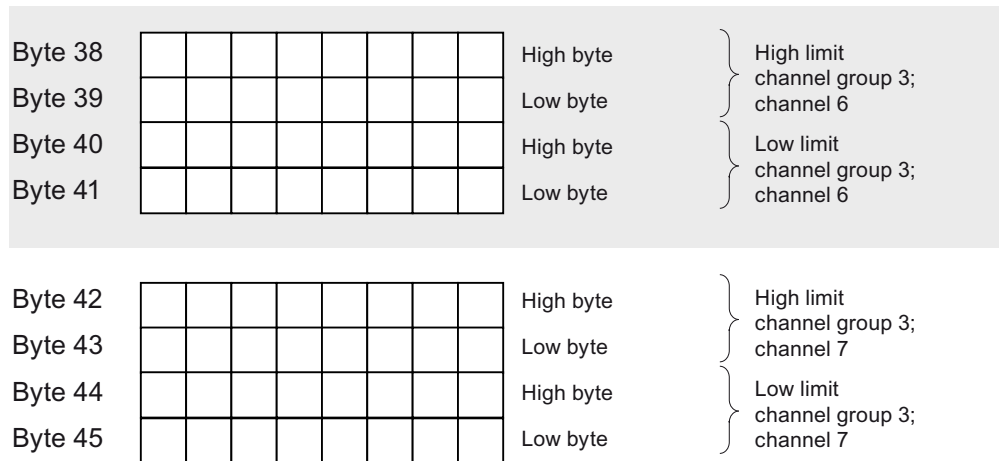 Byte 38
High byte
High limit
channel group 3;
channel 6
Byte 39
Low byte
Byte 40
High byte
Low limit
channel group 3;
channel 6
Byte 41
Low byte
Byte 42
High byte
High limit
channel group 3;
channel 7
Byte 43
Low byte
Byte 44
High byte
Low limit
channel group 3;
channel 7
Byte 45
Low byte